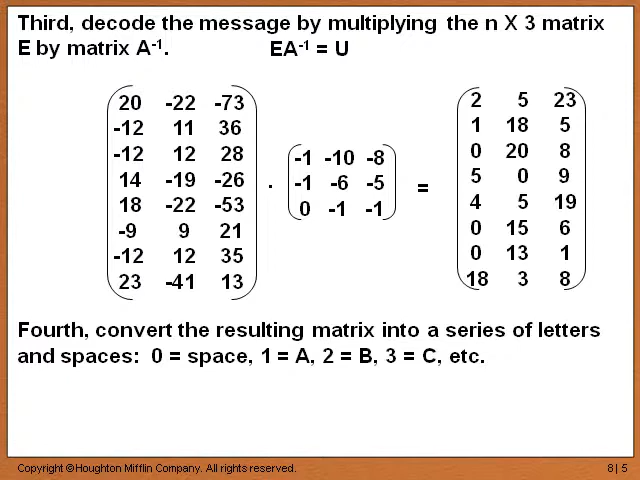 Third, decode the message by multiplying the n X 3 matrix
E by matrix A⁻¹. EA⁻¹ = U
20 -22 -73
-12 11 36
-12 12 28
14 -19 -26
18 -22 -53
-9 9 21
-12 12 35
23 -41 13
·
-1 -10 -8
-1 -6 -5
0 -1 -1
=
2 5 23
1 18 5
0 20 8
5 0 9
4 5 19
0 15 6
0 13 1
18 3 8
Fourth, convert the resulting matrix into a series of letters
and spaces: 0 = space, 1 = A, 2 = B, 3 = C, etc.
Copyright © Houghton Mifflin Company. All rights reserved. 8 | 5